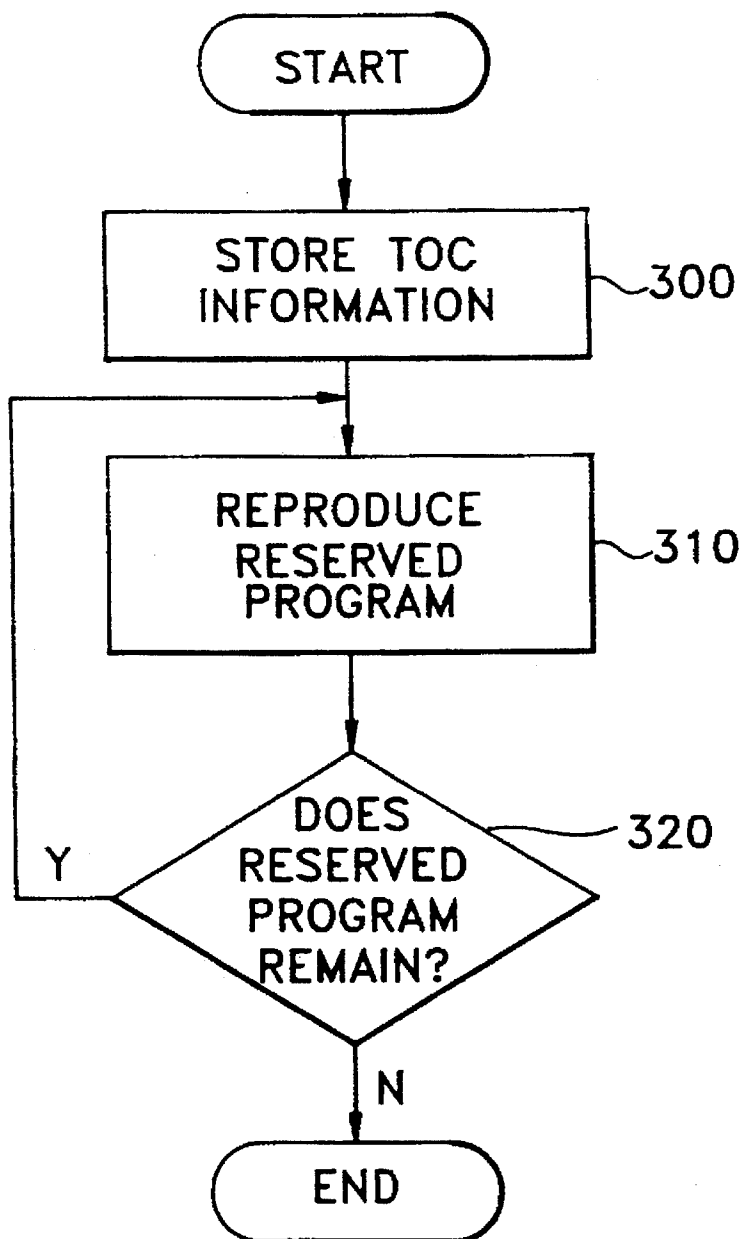 START
STORE TOC
INFORMATION
300
REPRODUCE
RESERVED
PROGRAM
310
DOES
RESERVED
PROGRAM
REMAIN?
320
Y
N
END